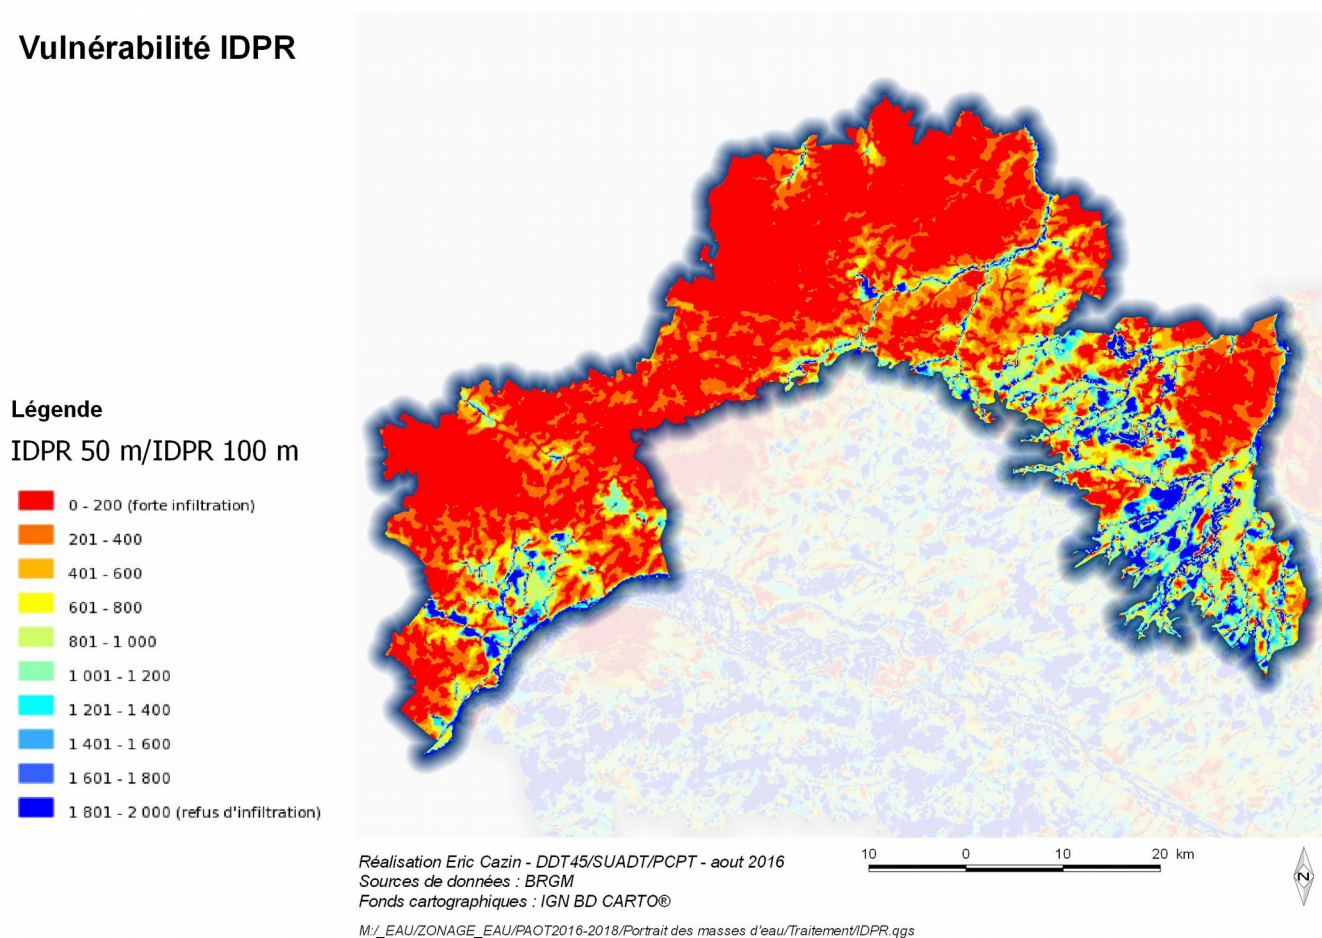 Vulnérabilité IDPR
Légende
IDPR 50 m/IDPR 100 m
0 - 200 (forte infiltration)
201 - 400
401 - 600
601 - 800
801 - 1 000
1 001 - 1 200
1 201 - 1 400
1 401 - 1 600
1 601 - 1 800
1 801 - 2 000 (refus d'infiltration)
Réalisation Eric Cazin - DDT45/SUADT/PCPT - aout 2016
Sources de données : BRGM
Fonds cartographiques : IGN BD CARTO®
M:/_EAU/ZONAGE_EAU/PAOT2016-2018/Portrait des masses d'eau/Traitement/IDPR.qgs
10 0 10 20 km
N